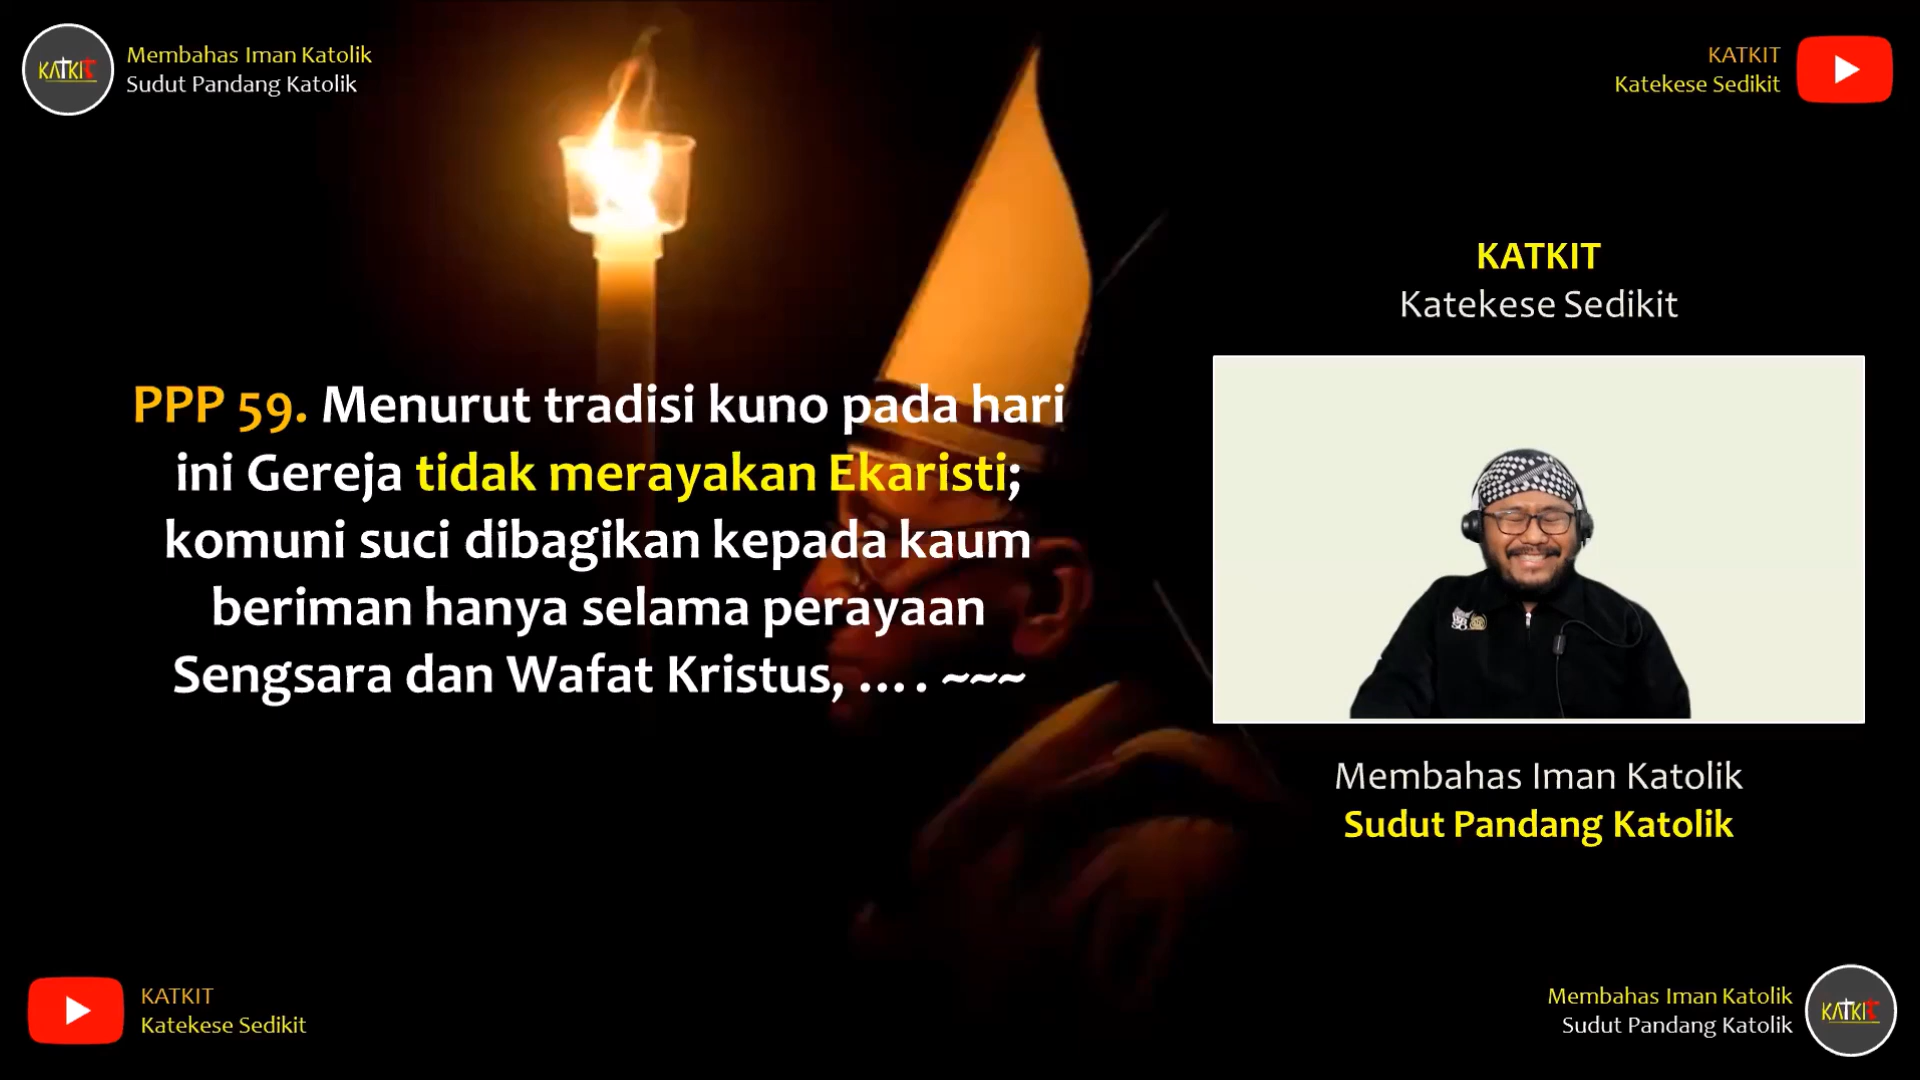 KATKIT
Membahas Iman Katolik
Sudut Pandang Katolik
KATKIT
Katekese Sedikit
KATKIT
Katekese Sedikit
PPP 59. Menurut tradisi kuno pada hari
ini Gereja tidak merayakan Ekaristi;
komuni suci dibagikan kepada kaum
beriman hanya selama perayaan
Sengsara dan Wafat Kristus, .... ~~~
Membahas Iman Katolik
Sudut Pandang Katolik
KATKIT
Katekese Sedikit
Membahas Iman Katolik
Sudut Pandang Katolik
KATKIT